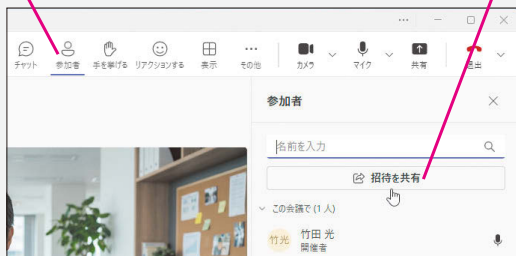 チャット 参加者 手を挙げる リアクションする 表示 その他 カメラ マイク 共有 退出
参加者
名前を入力
招待を共有
この会議で (1 人)
竹光 竹田 光
開催者